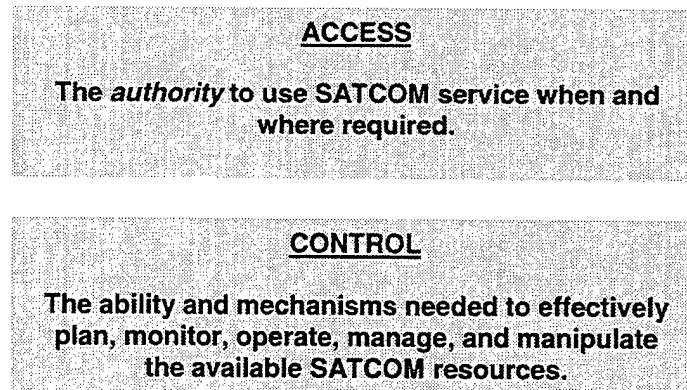 ACCESS
The authority to use SATCOM service when and
where required.
CONTROL
The ability and mechanisms needed to effectively
plan, monitor, operate, manage, and manipulate
the available SATCOM resources.